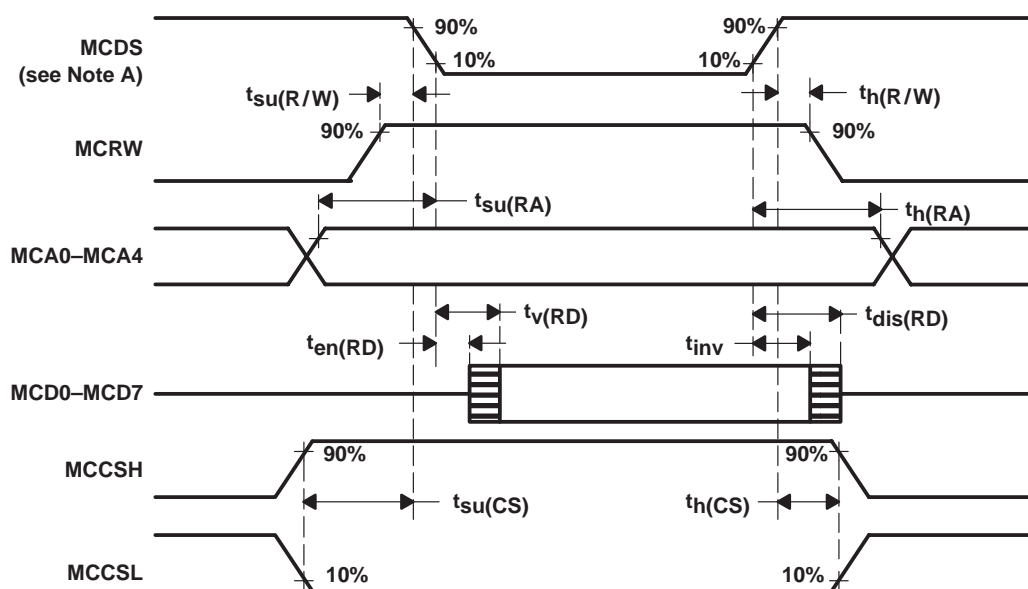 MCDS
(see Note A)
90%
10%
90%
10%
tsu(R/W)
th(R/W)
MCRW
90%
90%
tsu(RA)
th(RA)
MCA0–MCA4
tv(RD)
tdis(RD)
ten(RD)
tinv
MCD0–MCD7
MCCSH
90%
90%
tsu(CS)
th(CS)
MCCSL
10%
10%